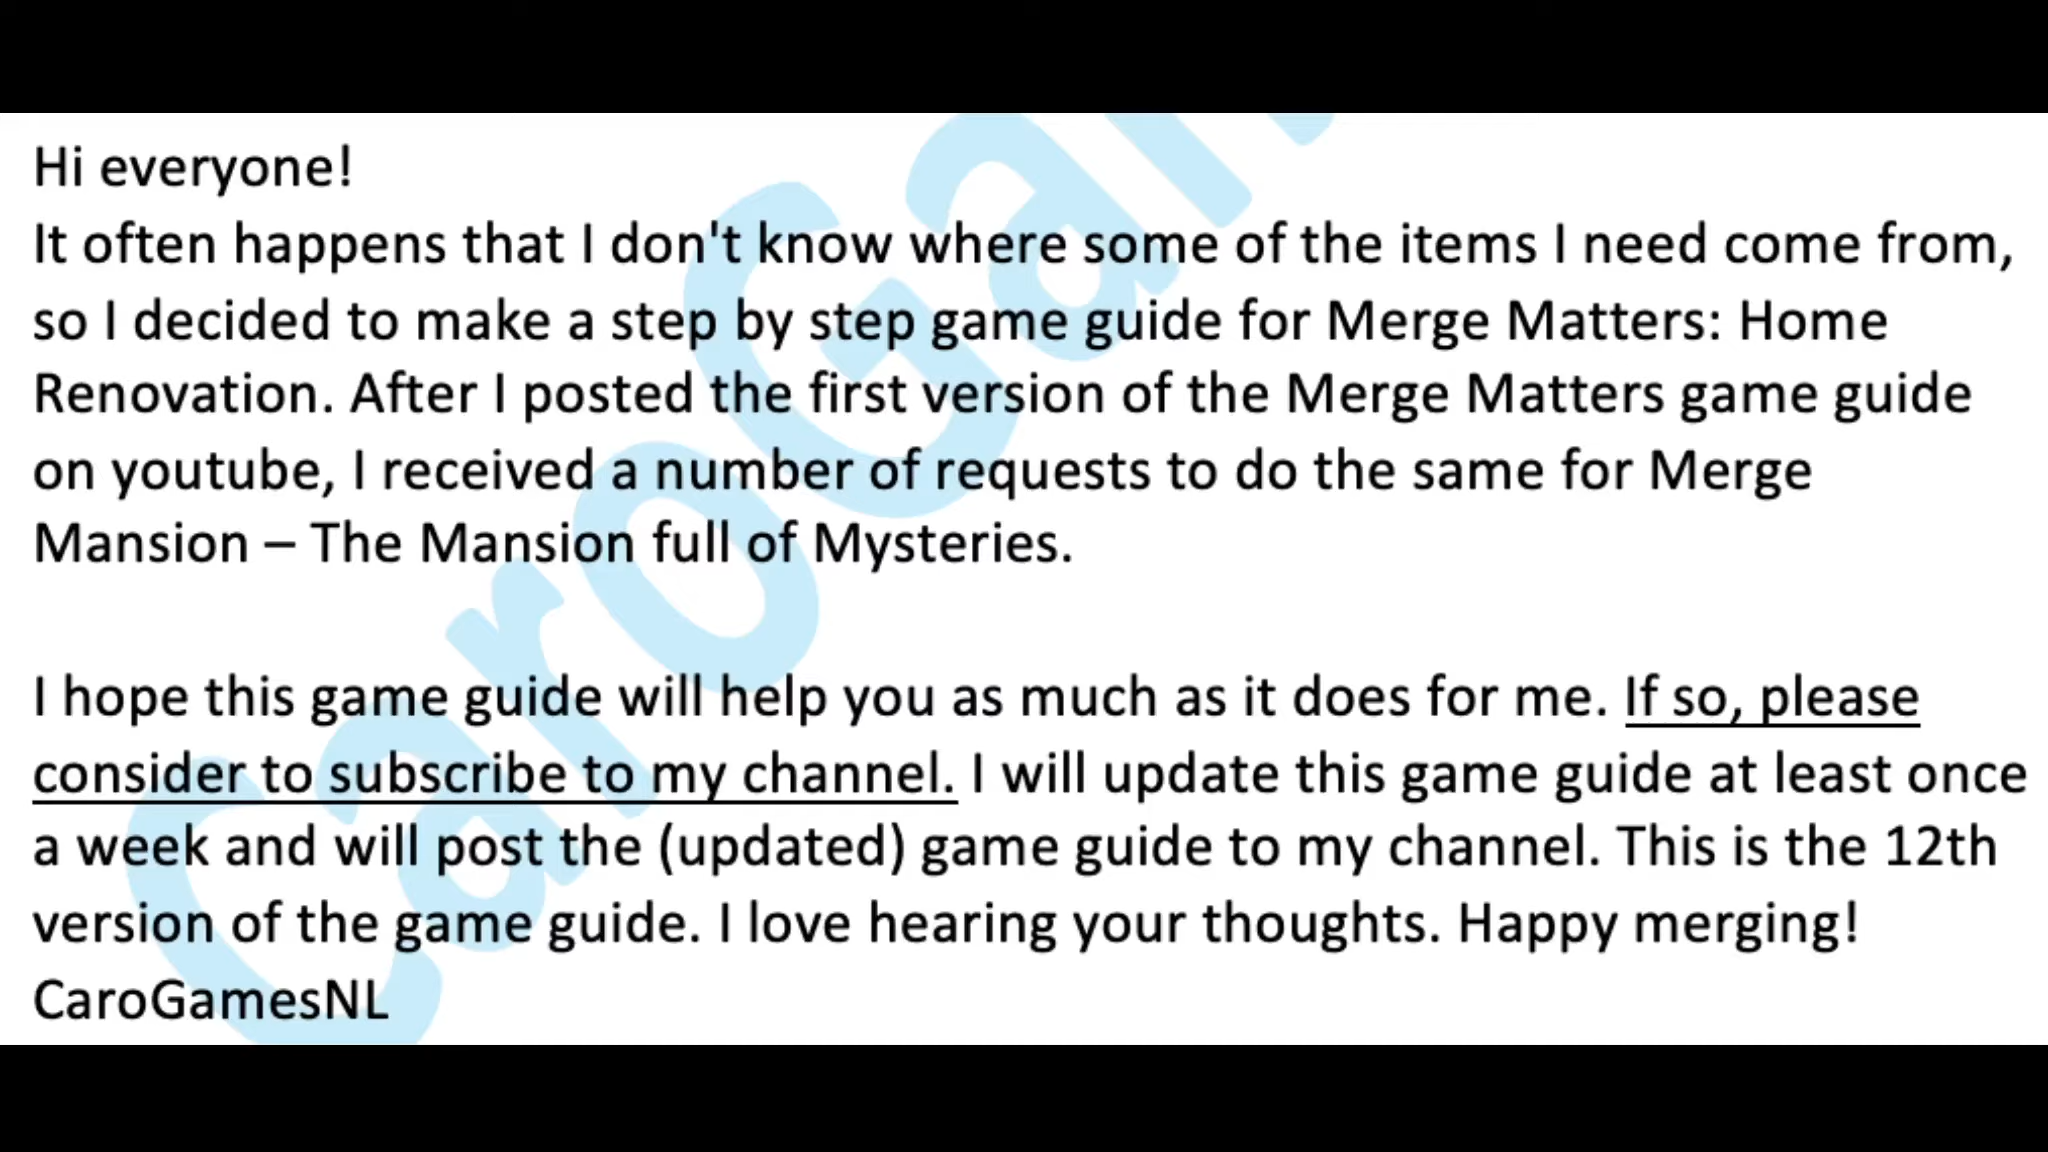 Hi everyone!
It often happens that I don't know where some of the items I need come from,
so I decided to make a step by step game guide for Merge Matters: Home
Renovation. After I posted the first version of the Merge Matters game guide
on youtube, I received a number of requests to do the same for Merge
Mansion – The Mansion full of Mysteries.
I hope this game guide will help you as much as it does for me. If so, please
consider to subscribe to my channel. I will update this game guide at least once
a week and will post the (updated) game guide to my channel. This is the 12th
version of the game guide. I love hearing your thoughts. Happy merging!
CaroGamesNL
CaroGam